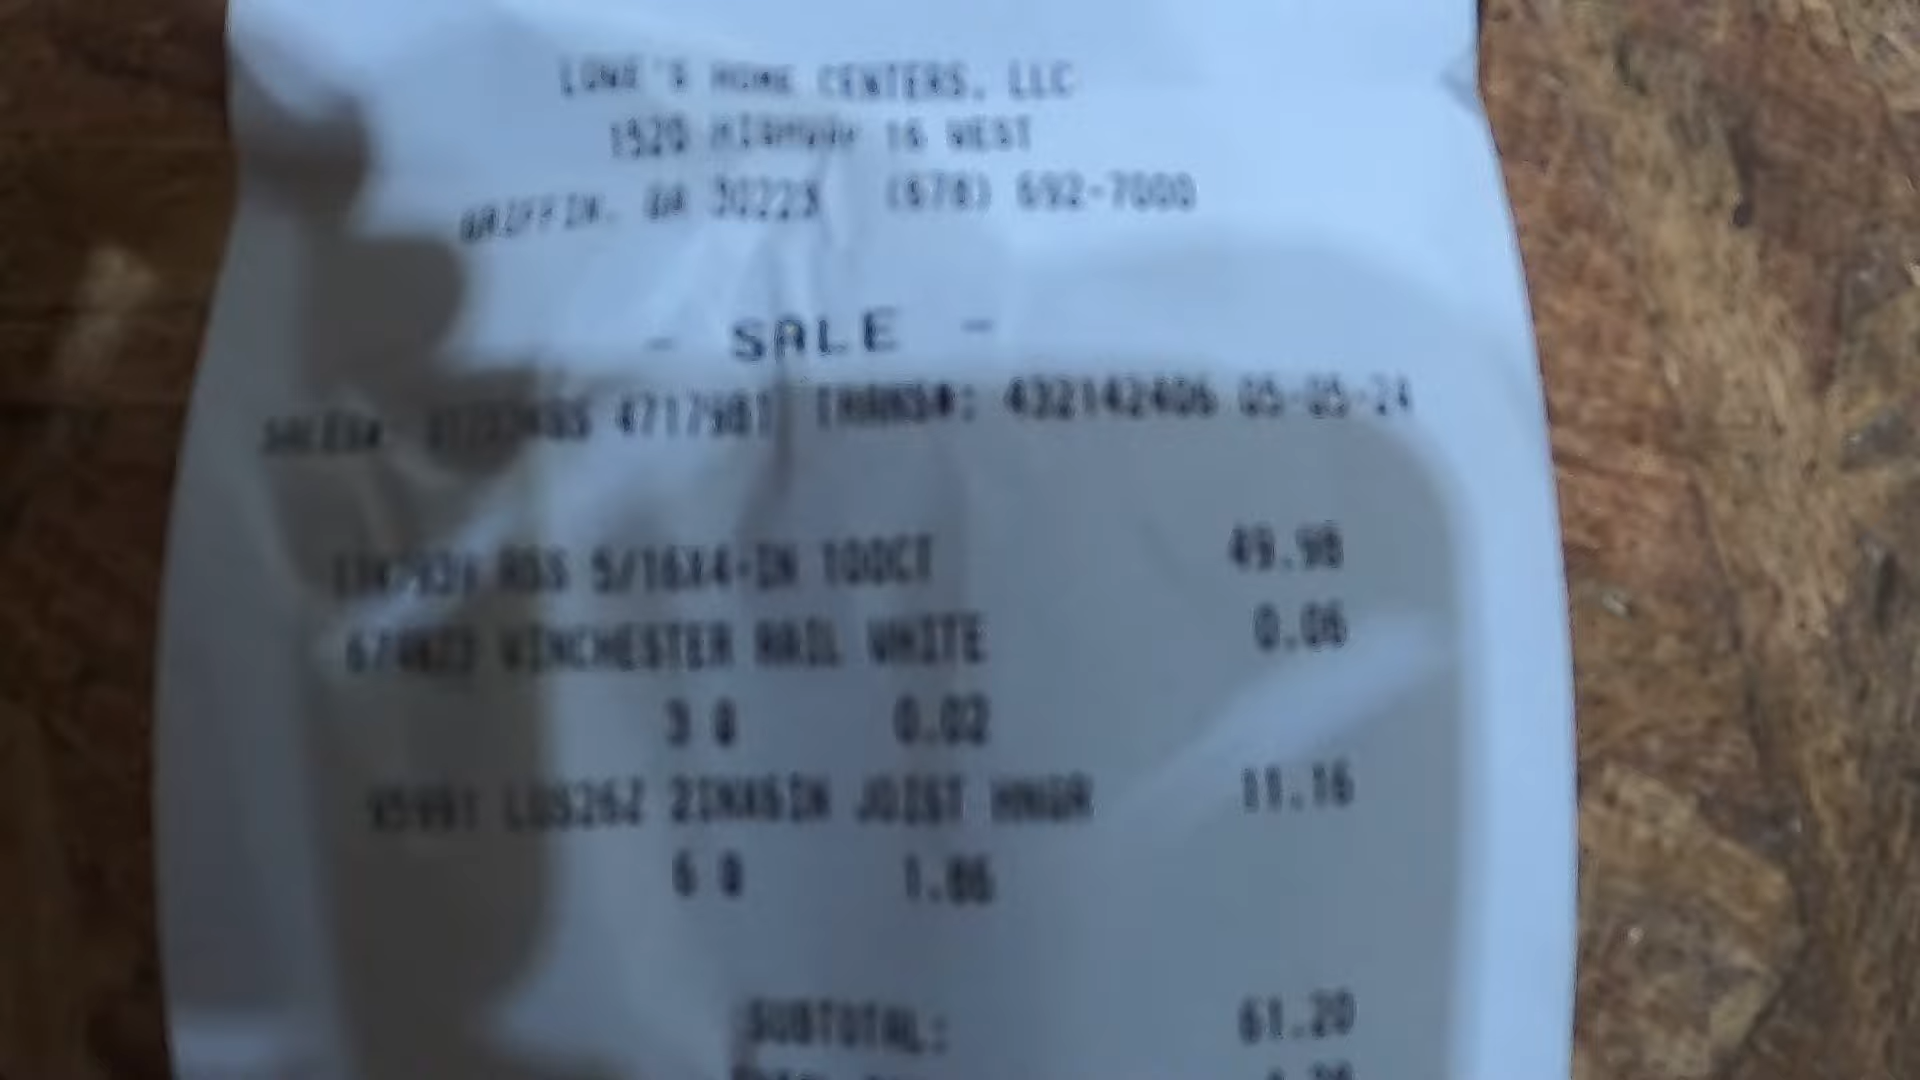 LOWE'S HOME CENTERS, LLC
1520 HIGHWAY 16 WEST
GRIFFIN, GA 30223 (678) 692-7000
- SALE -
TRANS#: 432142406 05-05-24
RSS 5/16X4-IN 100CT 49.98
WINCHESTER RAIL WHITE 0.06
3 @ 0.02
LUS26Z 2INX6IN JOIST HNGR 11.16
6 @ 1.86
SUBTOTAL: 61.20